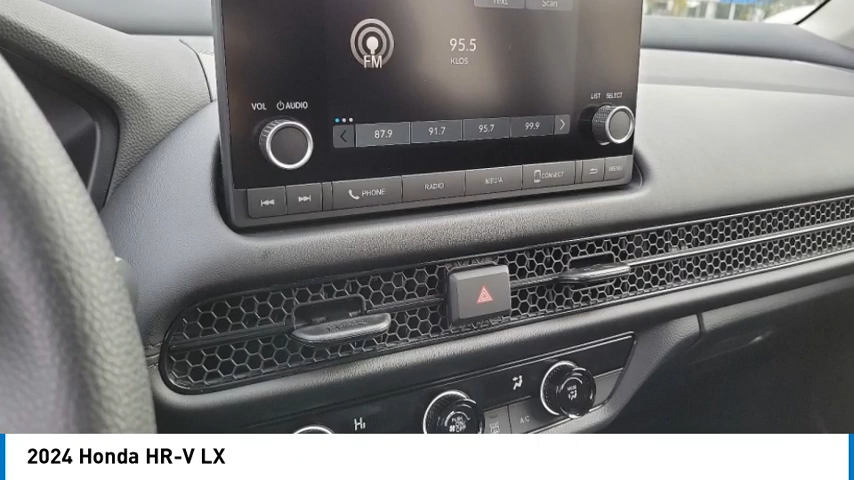 Scan
FM
95.5
KLOS
VOL AUDIO
LIST SELECT
87.9 91.7 95.7 99.9
PHONE RADIO MEDIA CONNECT
A/C
2024 Honda HR-V LX